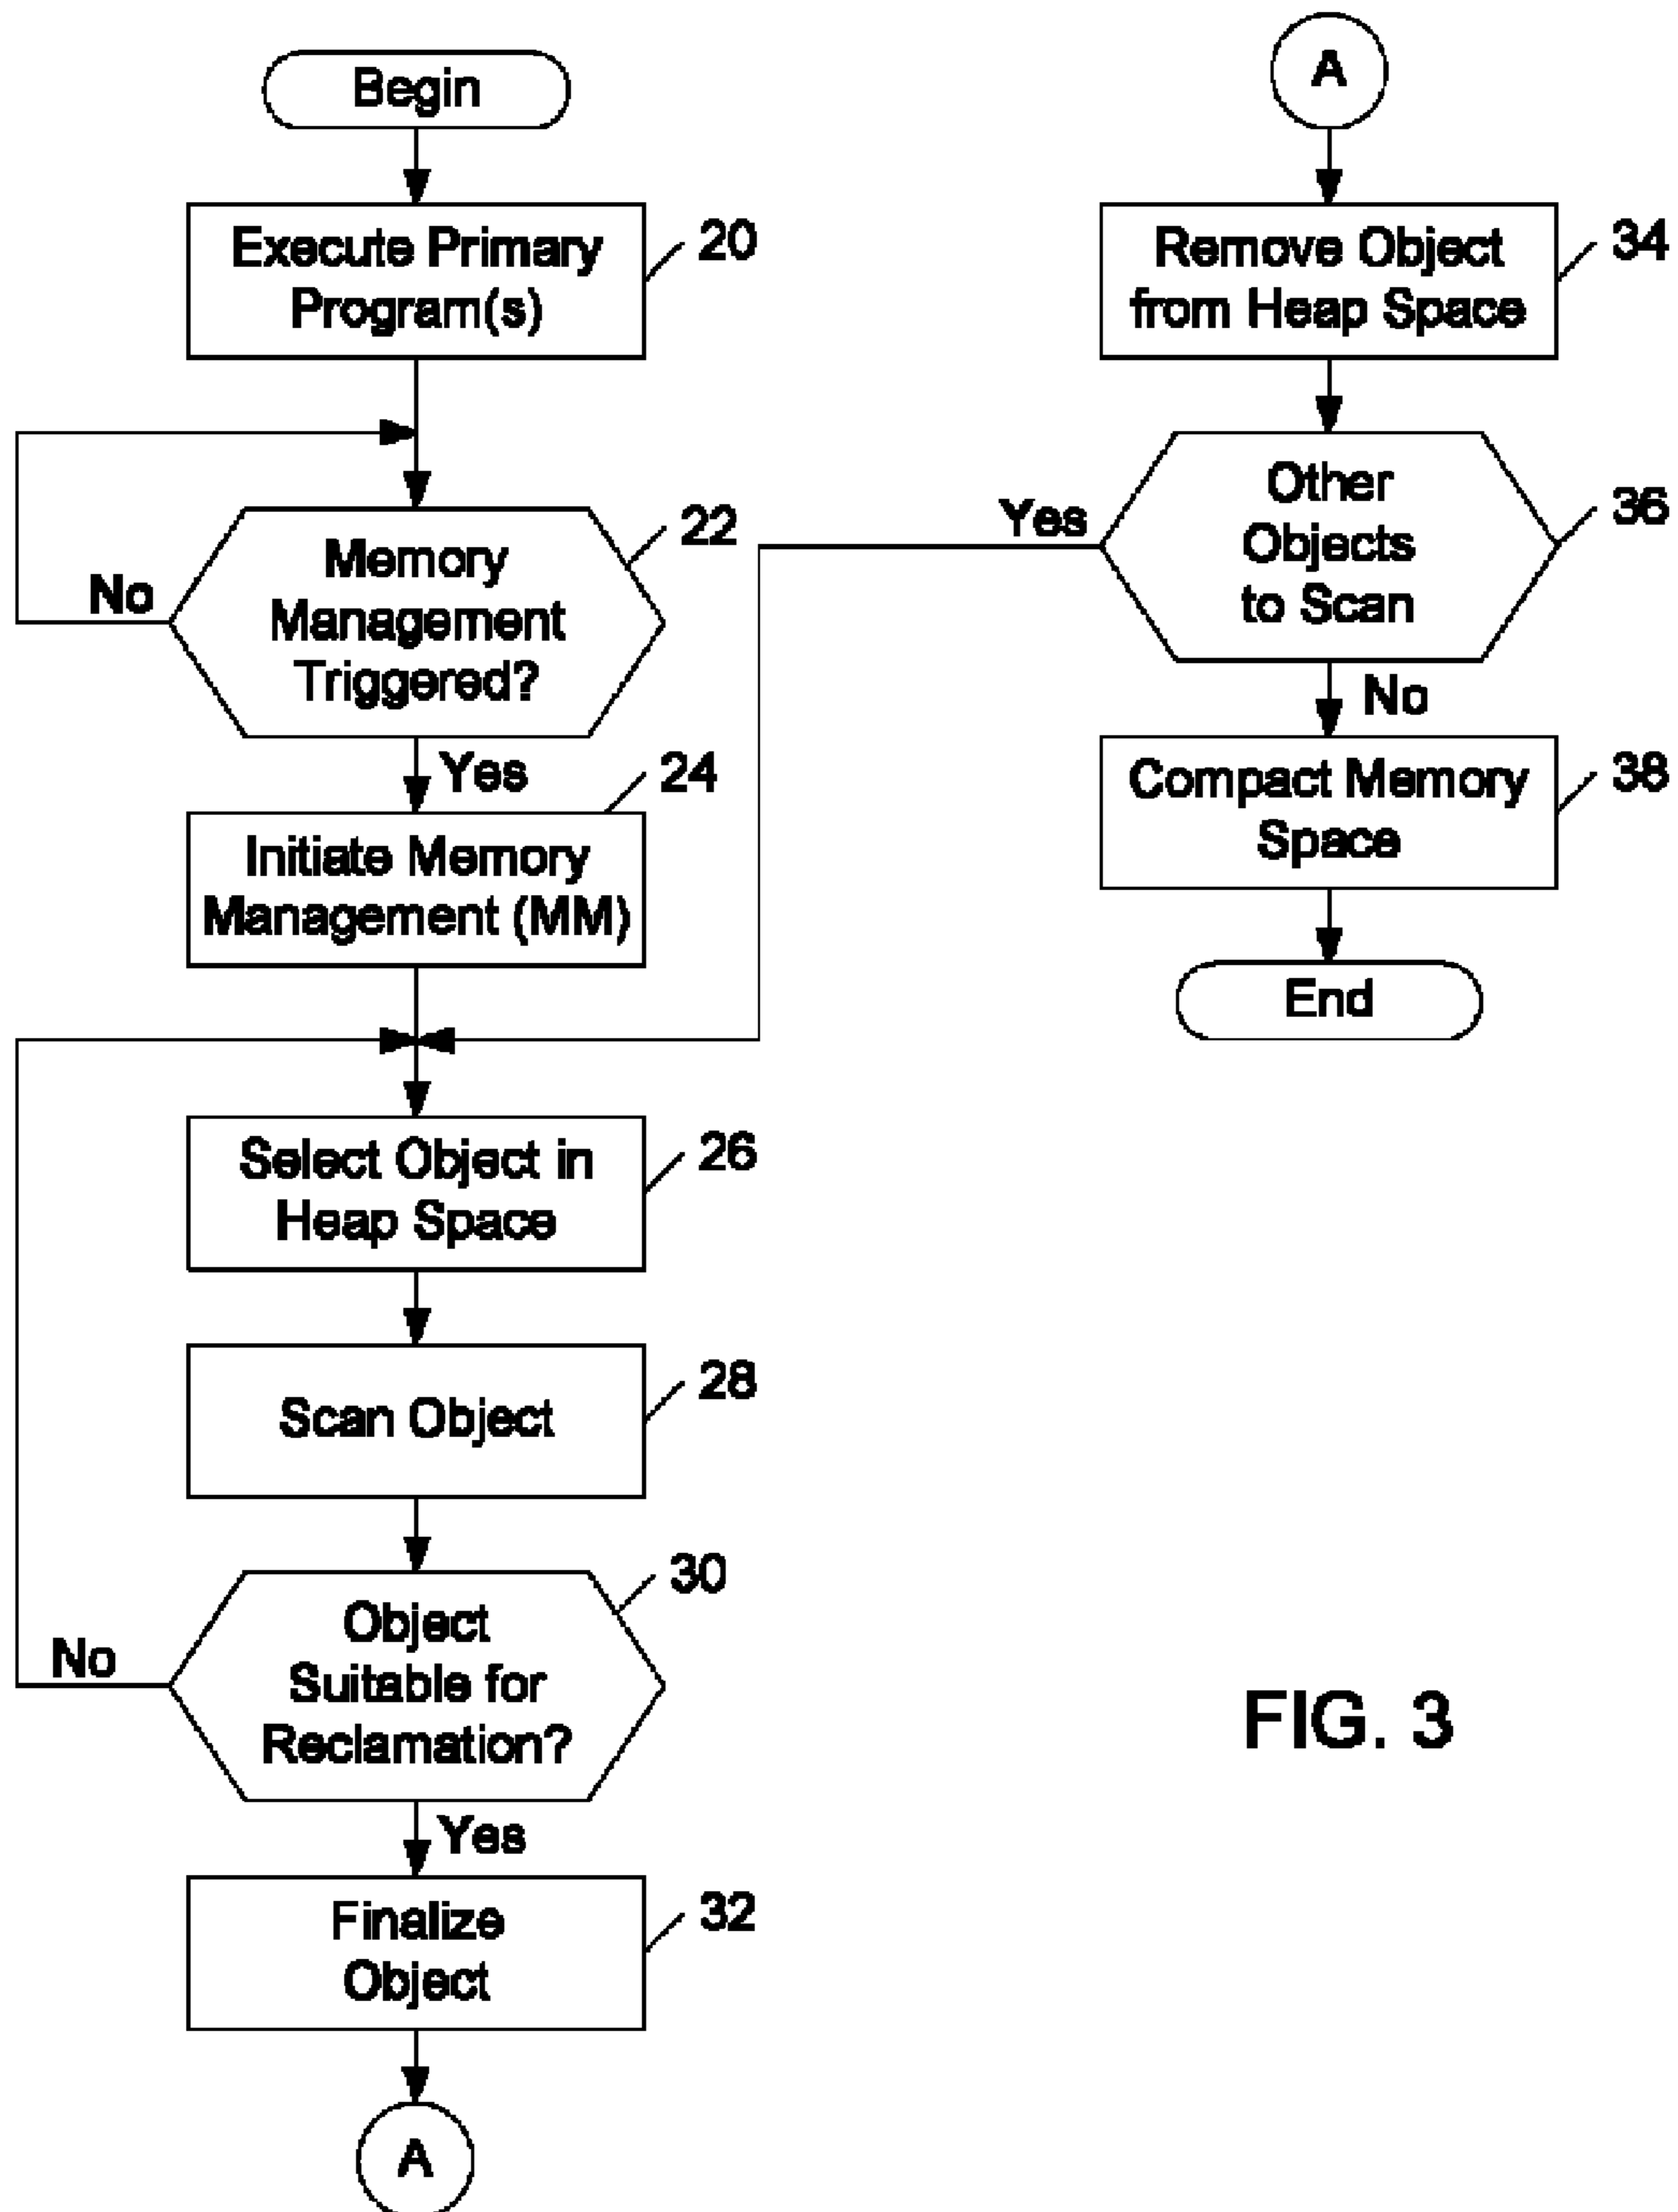 Begin
Execute Primary
Program(s)
20
Memory
Management
Triggered?
22
No
Yes
Initiate Memory
Management (MM)
24
Select Object in
Heap Space
26
Scan Object
28
Object
Suitable for
Reclamation?
30
No
Yes
Finalize
Object
32
A
A
Remove Object
from Heap Space
34
Other
Objects
to Scan
36
Yes
No
Compact Memory
Space
38
End
FIG. 3